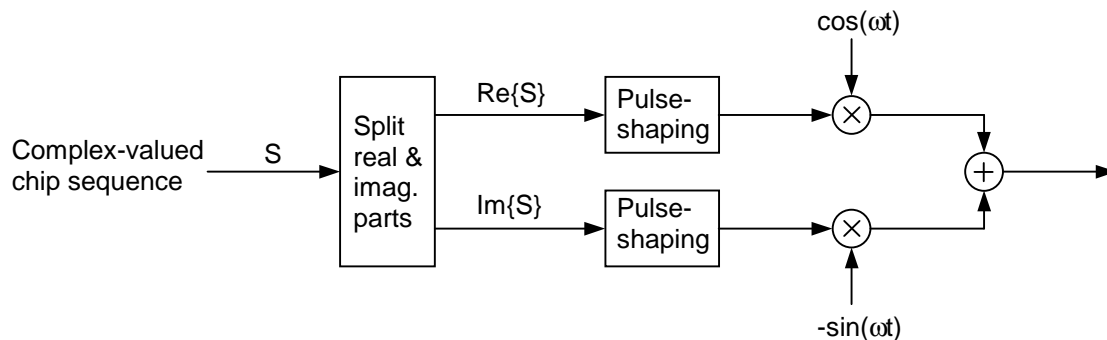 cos(ωt)
Complex-valued
chip sequence
S
Split
real &
imag.
parts
Re{S}
Im{S}
Pulse-
shaping
Pulse-
shaping
-sin(ωt)